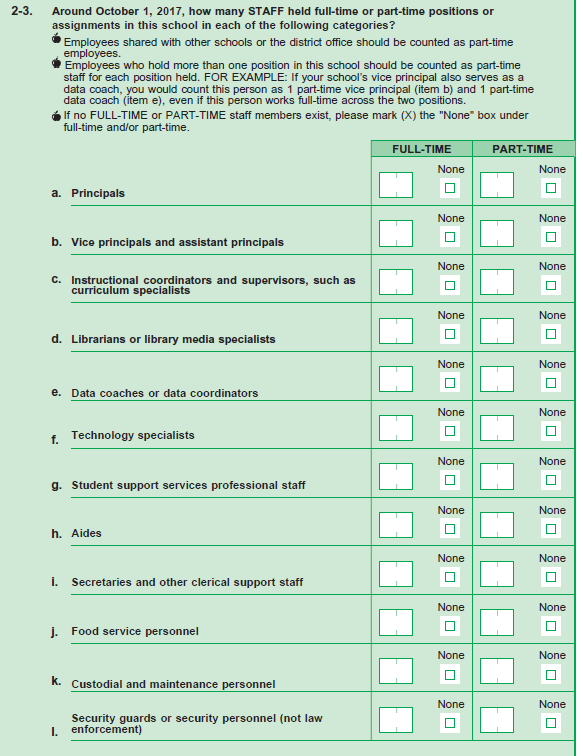 2-3. Around October 1, 2017, how many STAFF held full-time or part-time positions or
assignments in this school in each of the following categories?
Employees shared with other schools or the district office should be counted as part-time
employees.
Employees who hold more than one position in this school should be counted as part-time
staff for each position held. FOR EXAMPLE: If your school's vice principal also serves as a
data coach, you would count this person as 1 part-time vice principal (item b) and 1 part-time
data coach (item e), even if this person works full-time across the two positions.
If no FULL-TIME or PART-TIME staff members exist, please mark (X) the "None" box under
full-time and/or part-time.
FULL-TIME PART-TIME
None None
a. Principals
None None
b. Vice principals and assistant principals
None None
c. Instructional coordinators and supervisors, such as
curriculum specialists
None None
d. Librarians or library media specialists
None None
e. Data coaches or data coordinators
None None
f. Technology specialists
None None
g. Student support services professional staff
None None
h. Aides
None None
i. Secretaries and other clerical support staff
None None
j. Food service personnel
None None
k. Custodial and maintenance personnel
None None
l. Security guards or security personnel (not law
enforcement)